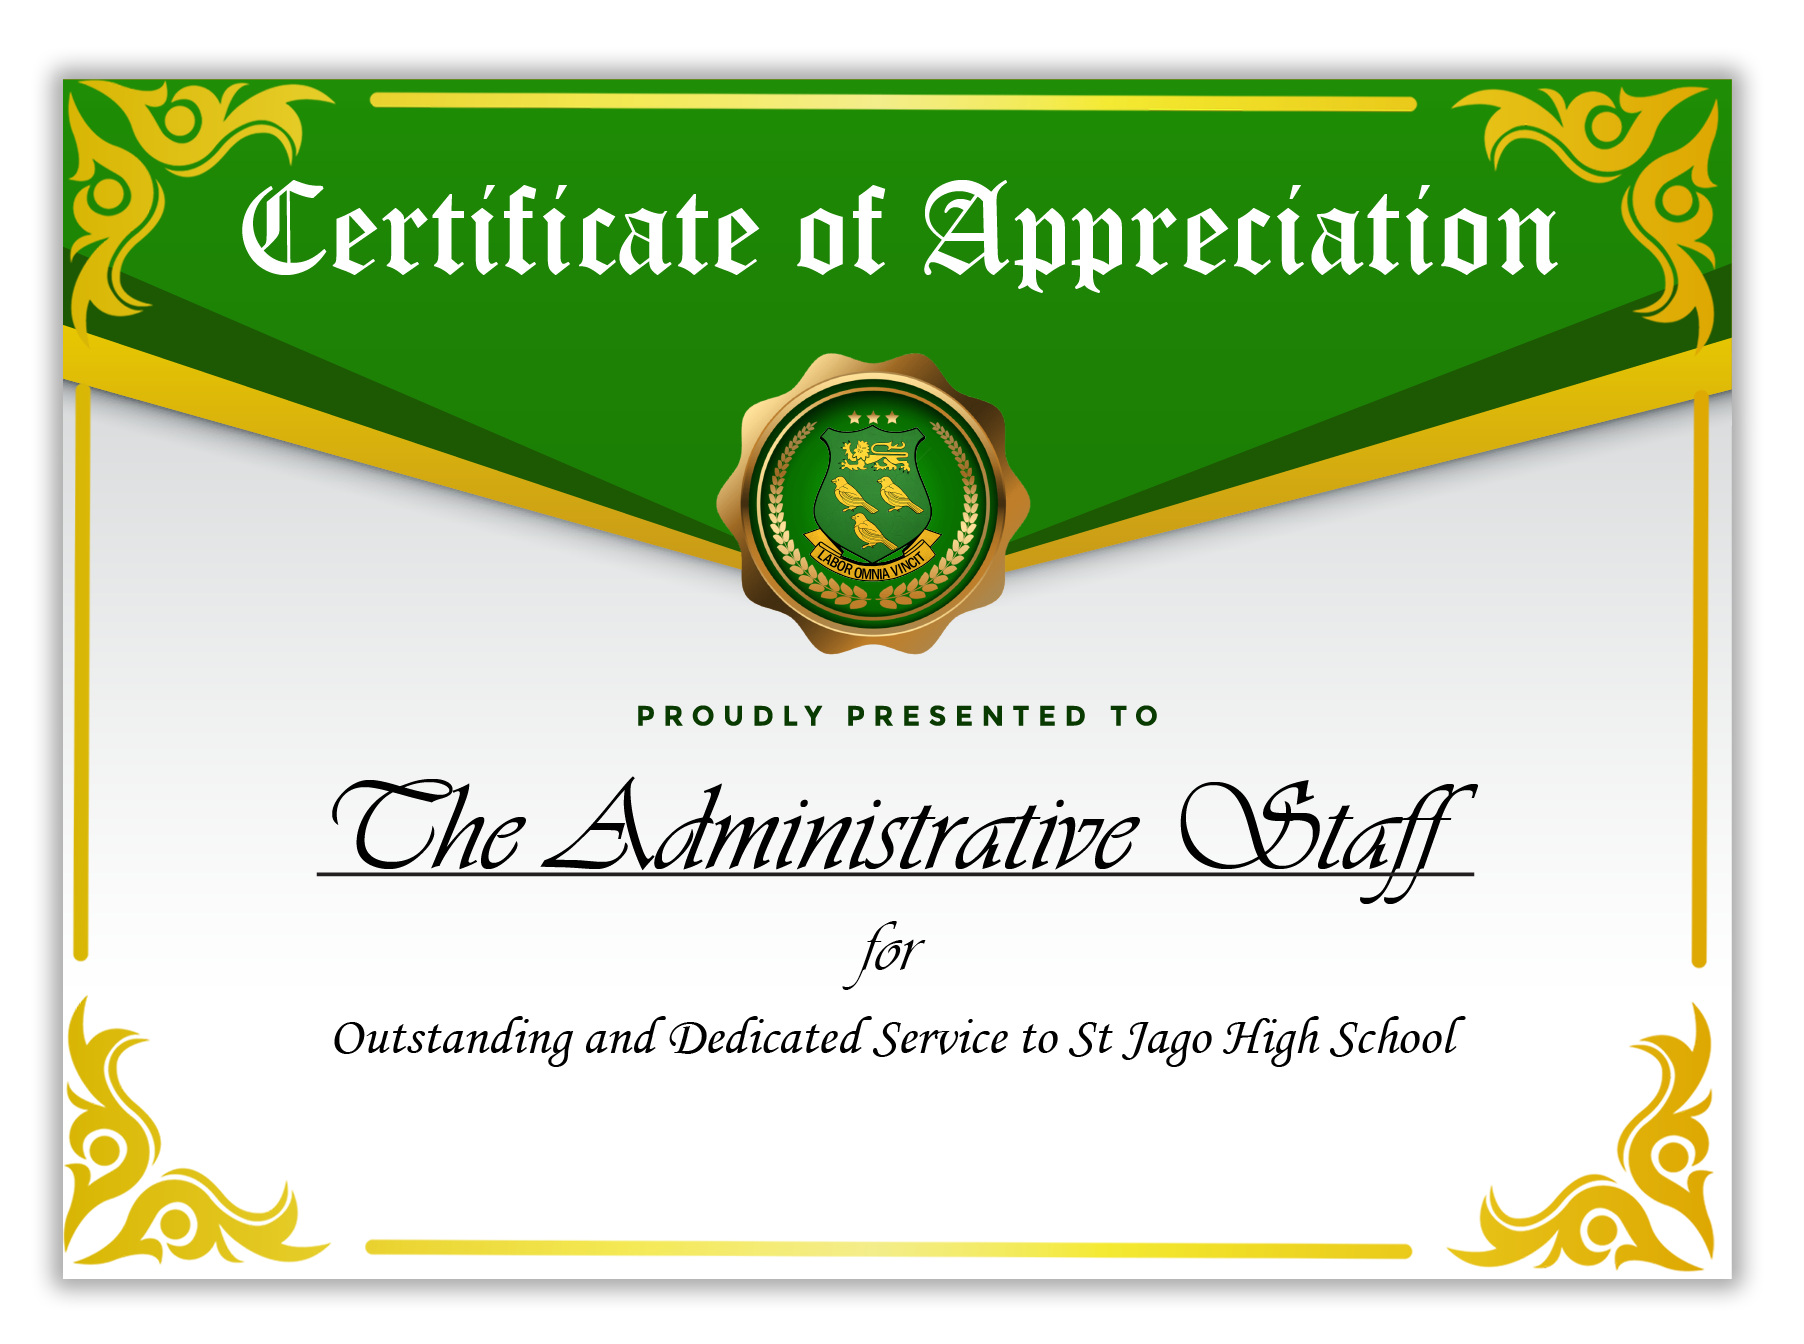 Certificate of Appreciation
LABOR OMNIA VINCIT
PROUDLY PRESENTED TO
The Administrative Staff
for
Outstanding and Dedicated Service to St Jago High School